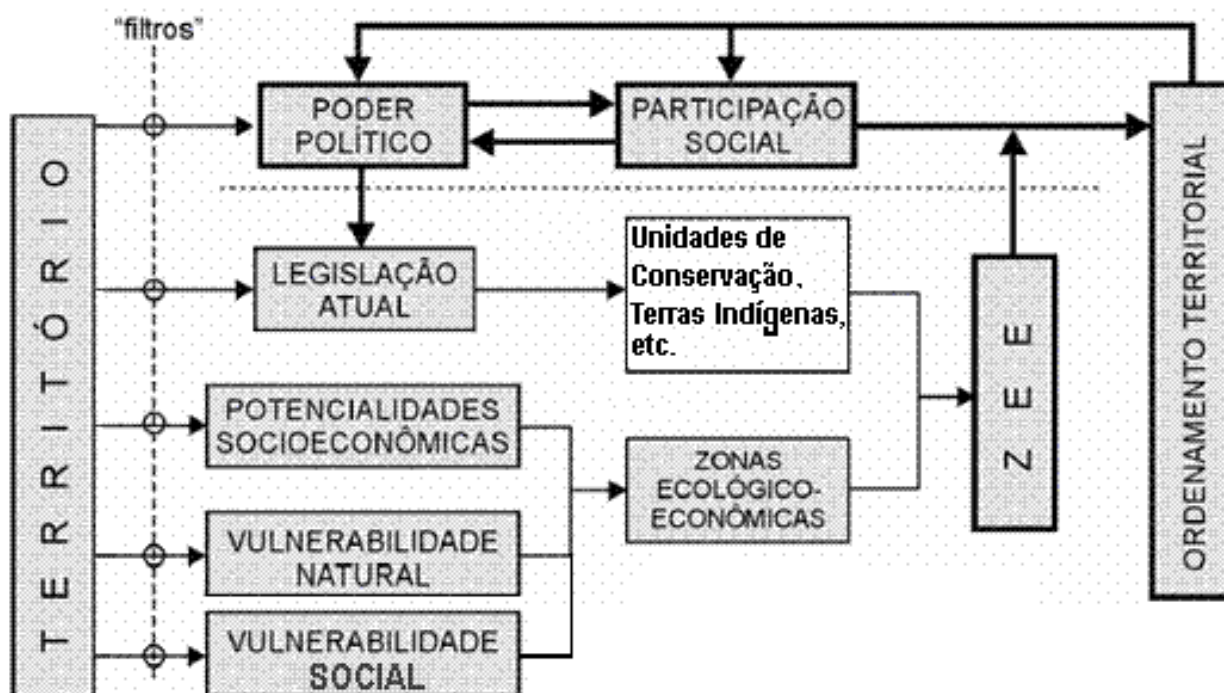 “filtros”
PODER
POLÍTICO
PARTICIPAÇÃO
SOCIAL
TERRITÓRIO
LEGISLAÇÃO
ATUAL
Unidades de
Conservação,
Terras Indígenas,
etc.
ZEE
ORDENAMENTO TERRITORIAL
POTENCIALIDADES
SOCIOECONÔMICAS
ZONAS
ECOLÓGICO-
ECONÔMICAS
VULNERABILIDADE
NATURAL
VULNERABILIDADE
SOCIAL